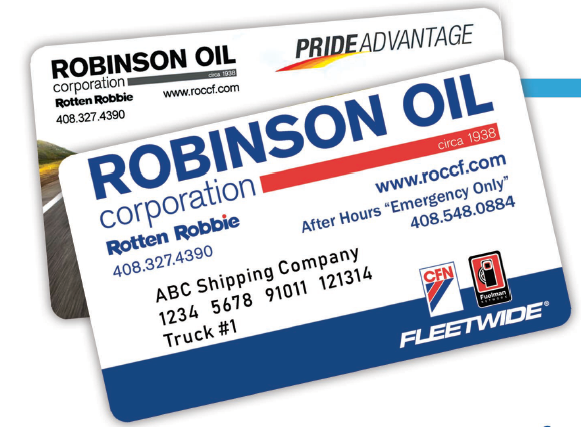 ROBINSON OIL
corporation
circa 1938
Rotten Robbie
www.roccf.com
408.327.4390
PRIDEADVANTAGE
ROBINSON OIL
circa 1938
corporation
www.roccf.com
Rotten Robbie
After Hours "Emergency Only"
408.327.4390
408.548.0884
ABC Shipping Company
1234 5678 91011 121314
Truck #1
CFN
Fuelman
NETWORK
FLEETWIDE®